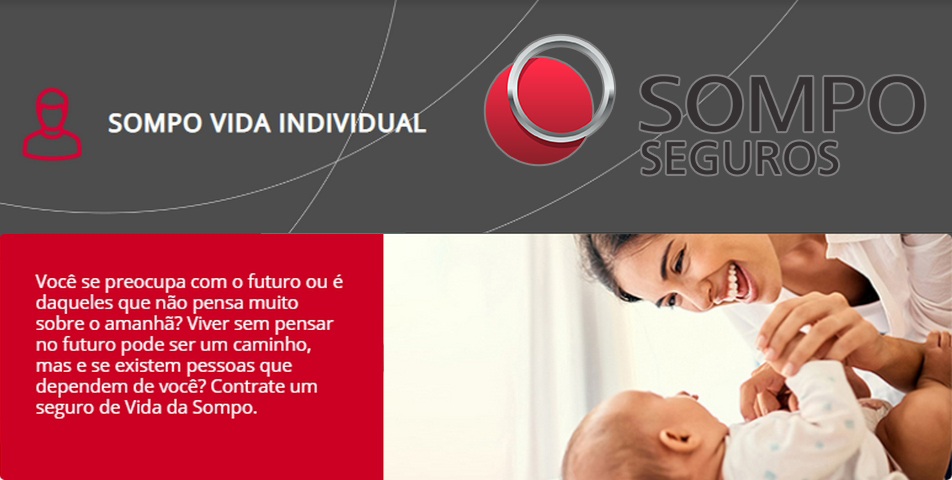 SOMPO VIDA INDIVIDUAL
SOMPO
SEGUROS
Você se preocupa com o futuro ou é
daqueles que não pensa muito
sobre o amanhã? Viver sem pensar
no futuro pode ser um caminho,
mas e se existem pessoas que
dependem de você? Contrate um
seguro de Vida da Sompo.